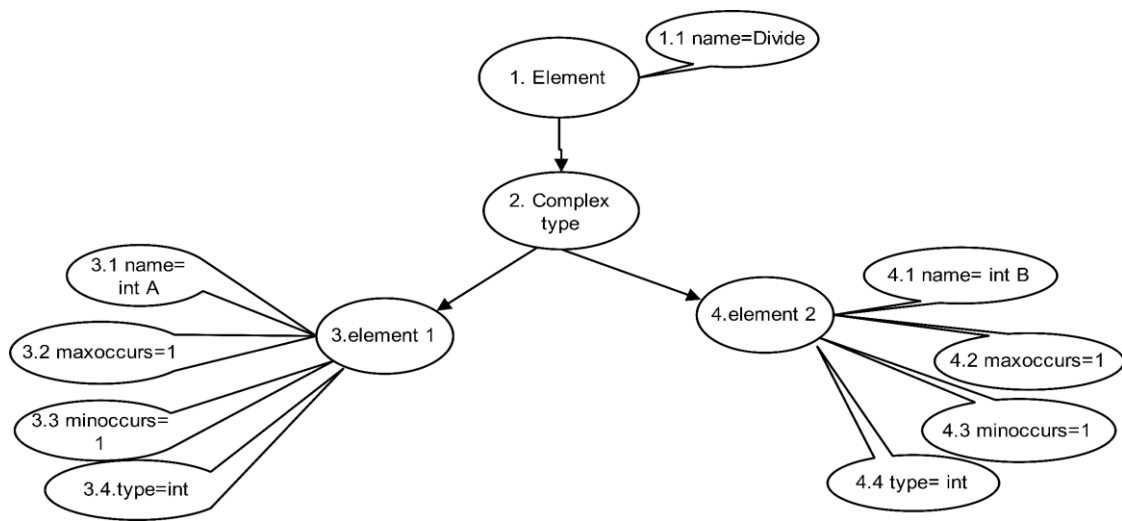 1.1 name=Divide
1. Element
2. Complex
type
3.1 name=
int A
3.2 maxoccurs=1
3.3 minoccurs=
1
3.4.type=int
3.element 1
4.element 2
4.1 name= int B
4.2 maxoccurs=1
4.3 minoccurs=1
4.4 type= int